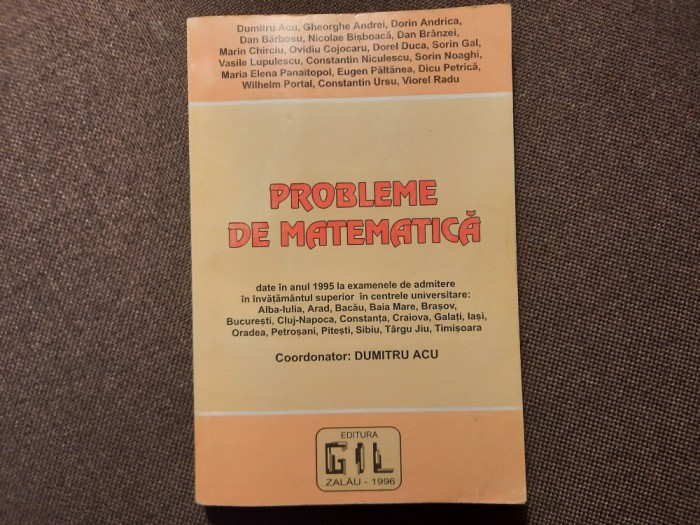 Dumitru Acu, Gheorghe Andrei, Dorin Andrica,
Dan Bărbosu, Nicolae Bişboacă, Dan Brânzei,
Marin Chirciu, Ovidiu Cojocaru, Dorel Duca, Sorin Gal,
Vasile Lupulescu, Constantin Niculescu, Sorin Noaghi,
Maria Elena Panaitopol, Eugen Păltănea, Dicu Petrică,
Wilhelm Portal, Constantin Ursu, Viorel Radu
PROBLEME
DE MATEMATICĂ
date în anul 1995 la examenele de admitere
în învăţământul superior în centrele universitare:
Alba-Iulia, Arad, Bacău, Baia Mare, Braşov,
Bucureşti, Cluj-Napoca, Constanţa, Craiova, Galaţi, Iaşi,
Oradea, Petroşani, Piteşti, Sibiu, Târgu Jiu, Timişoara
Coordonator: DUMITRU ACU
EDITURA
GIL
ZALĂU - 1996